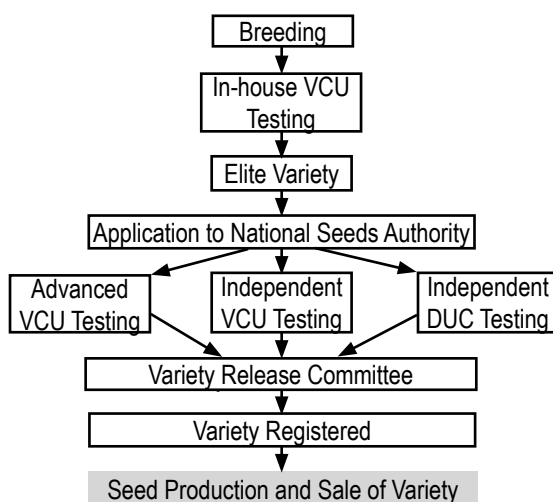 Breeding
In-house VCU
Testing
Elite Variety
Application to National Seeds Authority
Advanced
VCU Testing
Independent
VCU Testing
Independent
DUC Testing
Variety Release Committee
Variety Registered
Seed Production and Sale of Variety